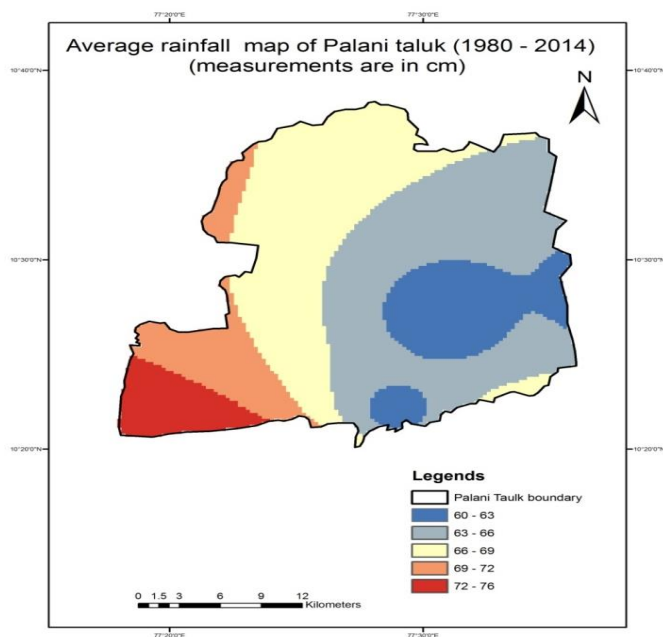 77°20'0"E 77°30'0"E
Average rainfall map of Palani taluk (1980 - 2014)
(measurements are in cm)
10°40'0"N 10°40'0"N
N
10°30'0"N 10°30'0"N
10°20'0"N 10°20'0"N
Legends
Palani Taulk boundary
60 - 63
63 - 66
66 - 69
69 - 72
72 - 76
0 1.5 3 6 9 12
Kilometers
77°20'0"E 77°30'0"E